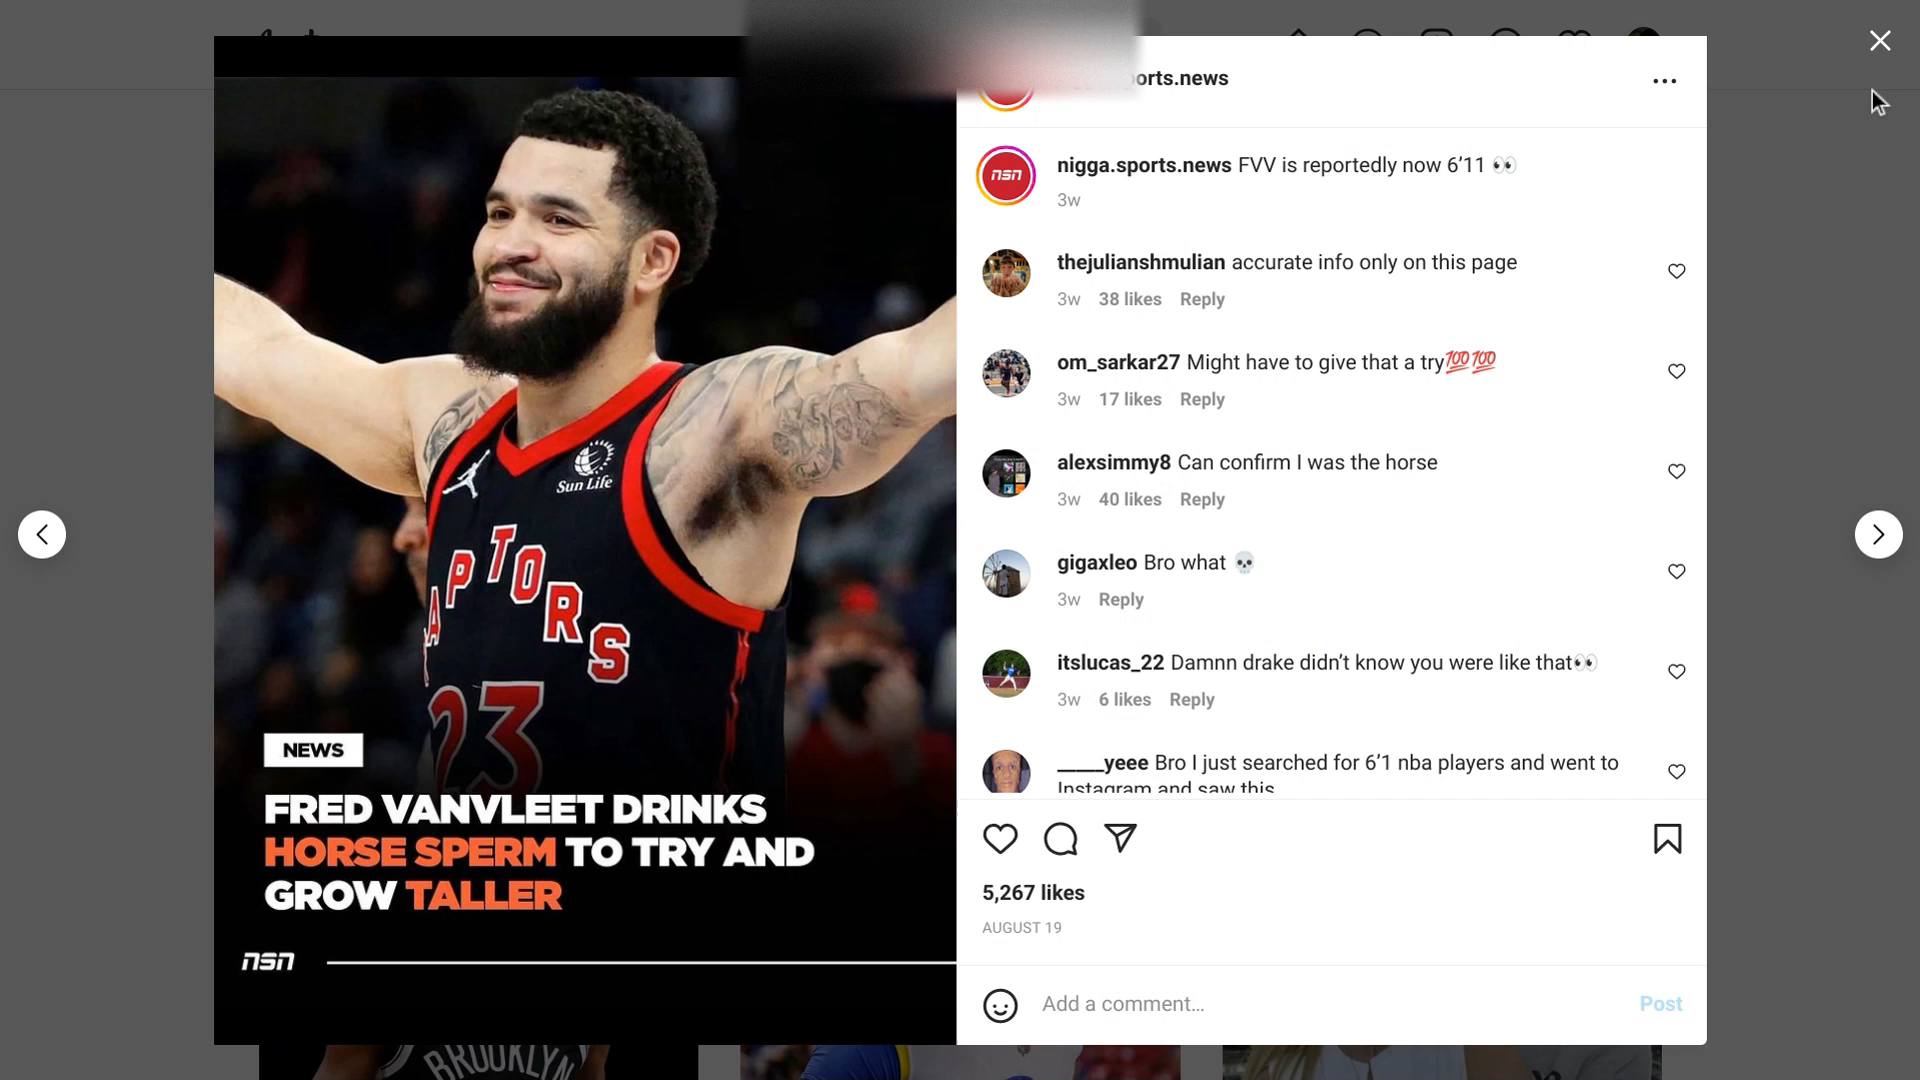 orts.news
nigga.sports.news FVV is reportedly now 6’11 👀
3w
thejulianshmulian accurate info only on this page
3w 38 likes Reply
om_sarkar27 Might have to give that a try💯💯
3w 17 likes Reply
alexsimmy8 Can confirm I was the horse
3w 40 likes Reply
gigaxleo Bro what 💀
3w Reply
itslucas_22 Damnn drake didn’t know you were like that👀
3w 6 likes Reply
_____yeee Bro I just searched for 6’1 nba players and went to
Instagram and saw this
5,267 likes
AUGUST 19
Add a comment...
Post
nsn
Sun Life
APTORS
23
NEWS
FRED VANVLEET DRINKS
HORSE SPERM TO TRY AND
GROW TALLER
nsn
BROOKLYN